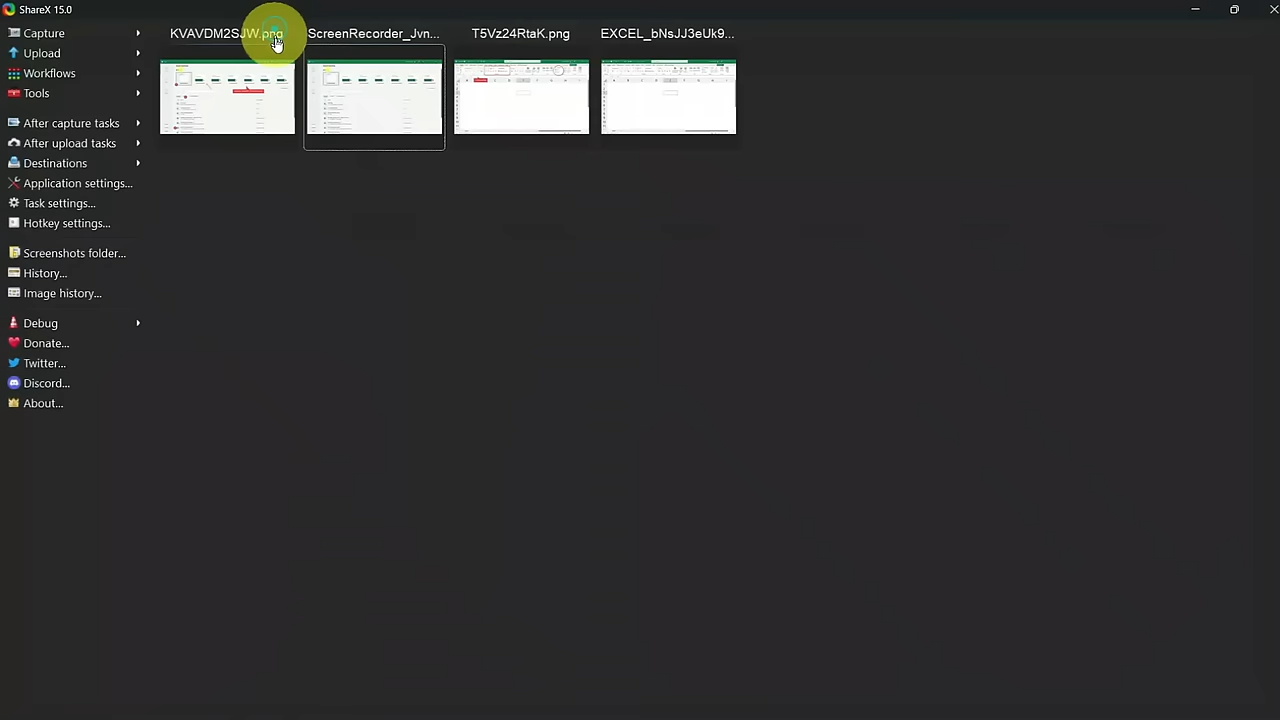 ShareX 15.0
Capture
Upload
Tools
After capture tasks
After upload tasks
Destinations
Application settings...
Task settings...
Hotkey settings...
Screenshots folder...
History...
Image history...
Debug
Donate...
Twitter...
Discord...
About...
KVAVDM2SJW.png
ScreenRecorder_Jvn...
T5Vz24RtaK.png
EXCEL_bNsJJ3eUk9...